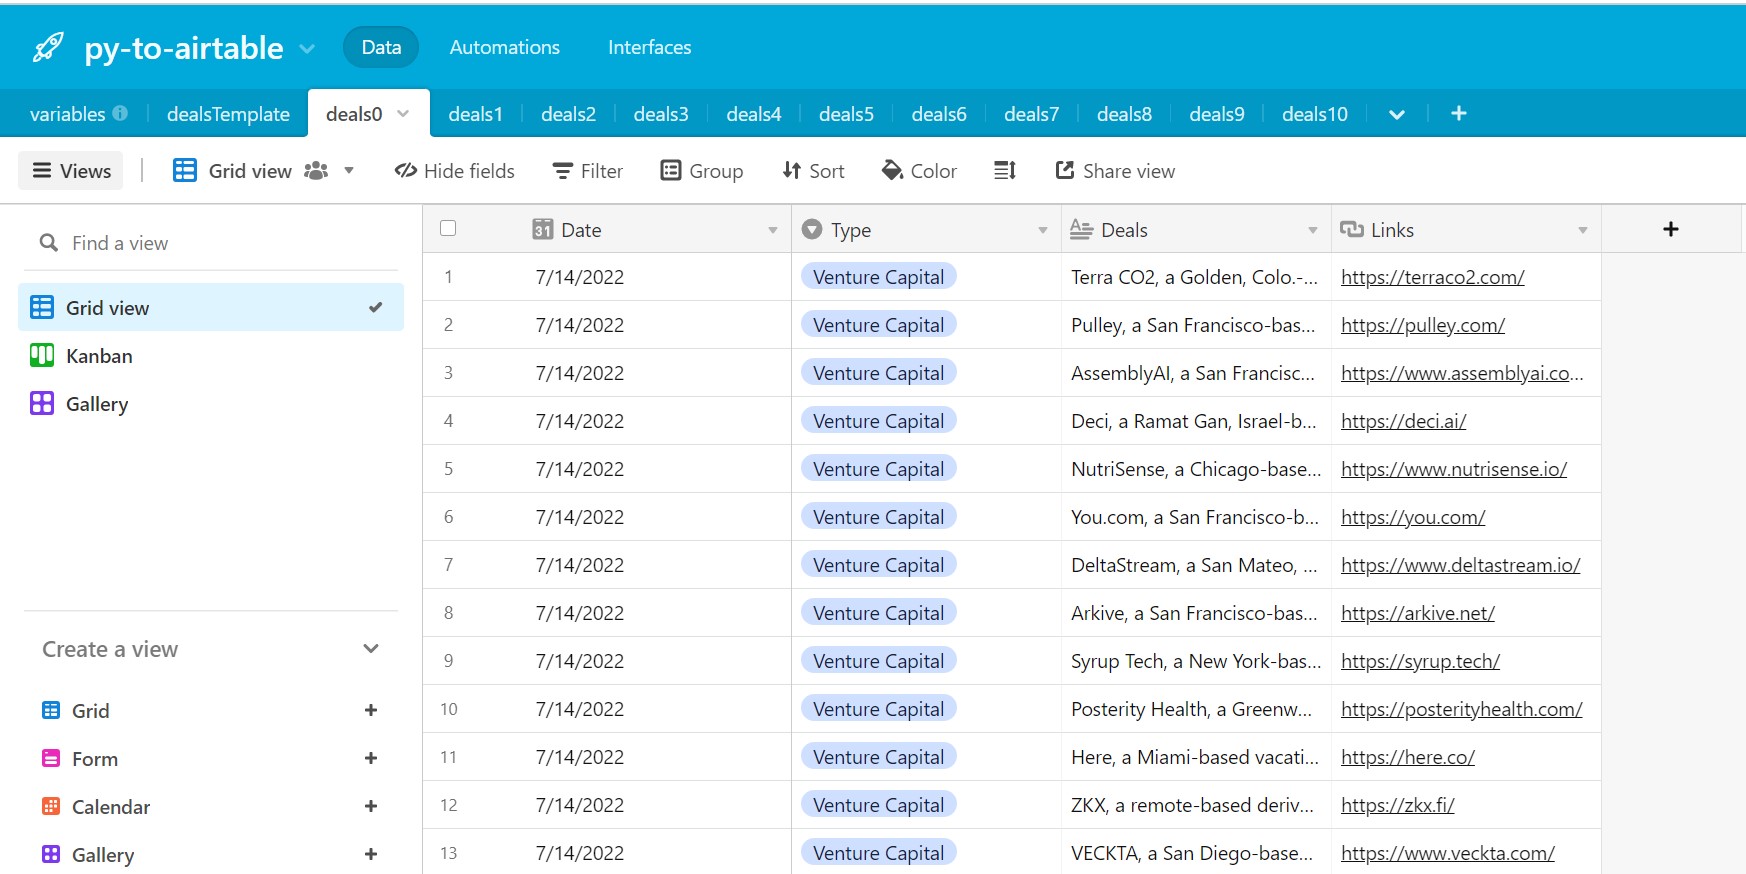 py-to-airtable Data Automations Interfaces
variables dealsTemplate deals0 deals1 deals2 deals3 deals4 deals5 deals6 deals7 deals8 deals9 deals10
Views Grid view Hide fields Filter Group Sort Color Share view
Find a view
Grid view
Kanban
Gallery
Create a view
Grid
Form
Calendar
Gallery
31 Date Type Deals Links
1 7/14/2022 Venture Capital Terra CO2, a Golden, Colo.-... https://terraco2.com/
2 7/14/2022 Venture Capital Pulley, a San Francisco-bas... https://pulley.com/
3 7/14/2022 Venture Capital AssemblyAI, a San Francisc... https://www.assemblyai.co...
4 7/14/2022 Venture Capital Deci, a Ramat Gan, Israel-b... https://deci.ai/
5 7/14/2022 Venture Capital NutriSense, a Chicago-base... https://www.nutrisense.io/
6 7/14/2022 Venture Capital You.com, a San Francisco-b... https://you.com/
7 7/14/2022 Venture Capital DeltaStream, a San Mateo, ... https://www.deltastream.io/
8 7/14/2022 Venture Capital Arkive, a San Francisco-bas... https://arkive.net/
9 7/14/2022 Venture Capital Syrup Tech, a New York-bas... https://syrup.tech/
10 7/14/2022 Venture Capital Posterity Health, a Greenw... https://posterityhealth.com/
11 7/14/2022 Venture Capital Here, a Miami-based vacati... https://here.co/
12 7/14/2022 Venture Capital ZKX, a remote-based deriv... https://zkx.fi/
13 7/14/2022 Venture Capital VECKTA, a San Diego-base... https://www.veckta.com/